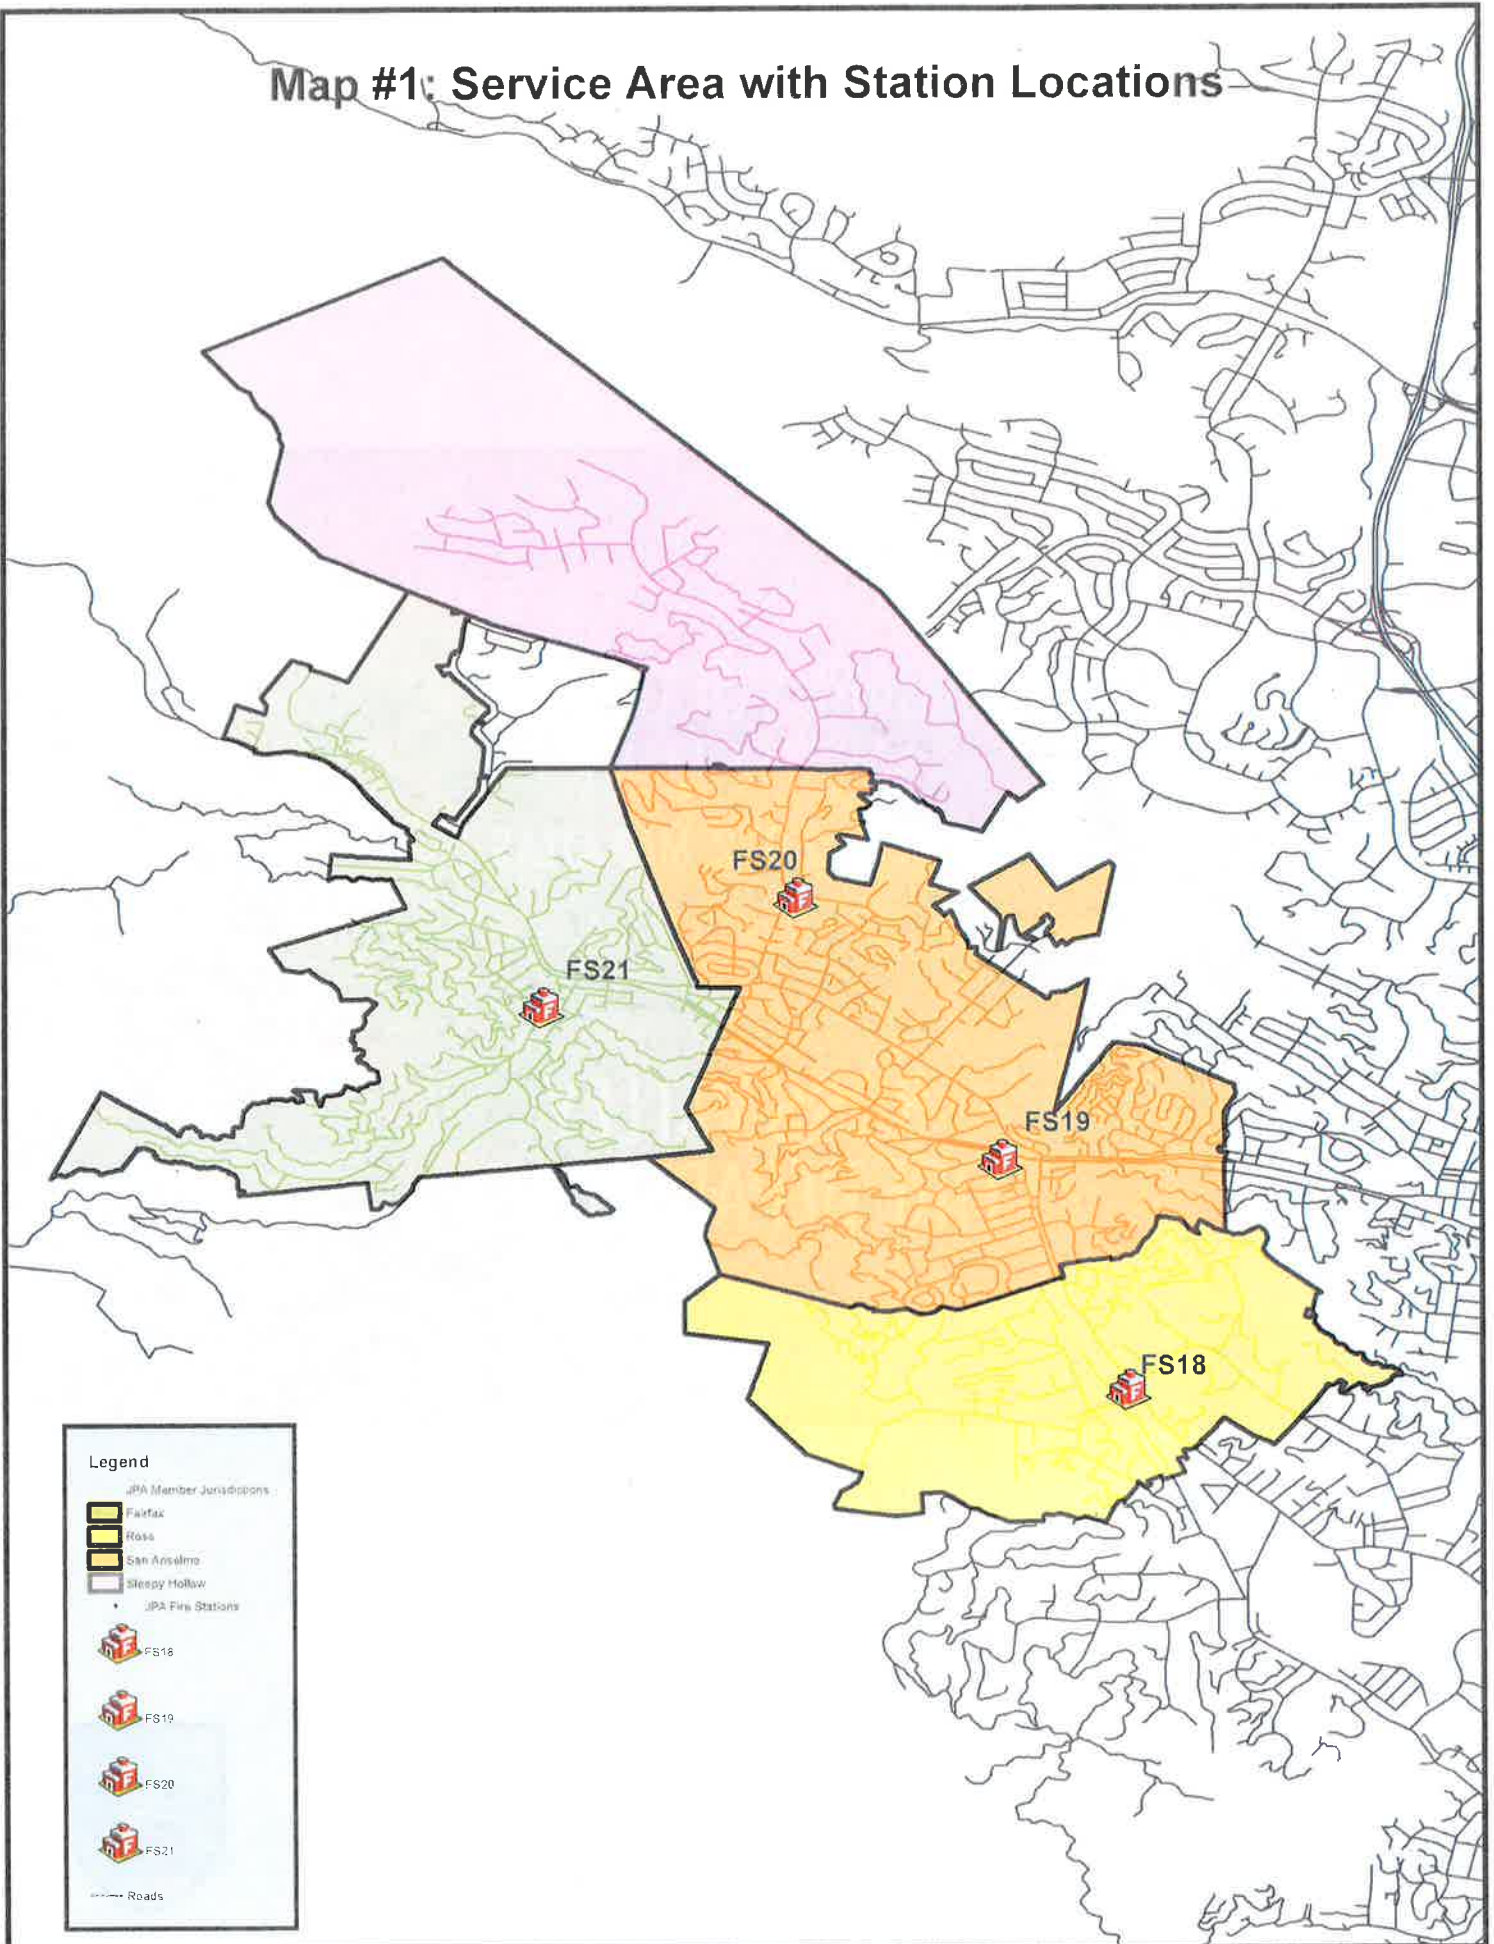 Map #1: Service Area with Station Locations
FS20
FS21
FS19
FS18
Legend
JPA Member Jurisdictions
Fairfax
Ross
San Anselmo
Sleepy Hollow
JPA Fire Stations
FS18
FS19
FS20
FS21
Roads